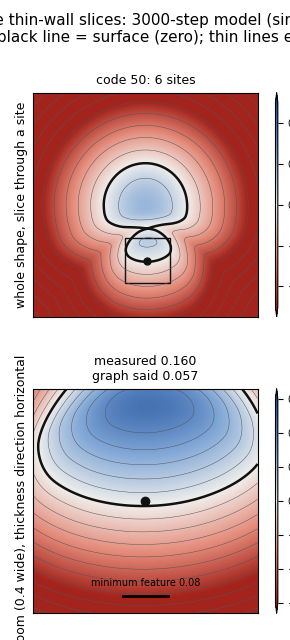 thin-wall slices: 3000-step model
black line = surface (zero); thin lines
code 50: 6 sites
whole shape, slice through a site
measured 0.160
graph said 0.057
(0.4 wide), thickness direction horizontal
minimum feature 0.08